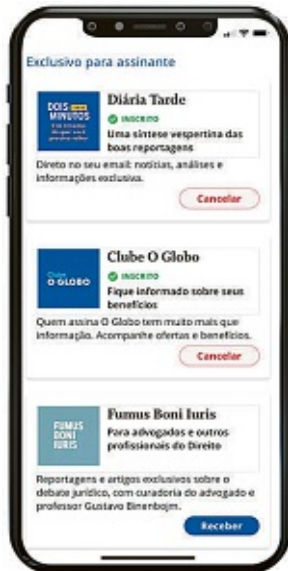 Exclusivo para assinante
DOIS
MINUTOS
Diária Tarde
INSCRITO
Uma síntese vespertina das
boas reportagens
Direto no seu email: notícias, análises e
informações exclusiva.
Cancelar
Clube
O GLOBO
Clube O Globo
INSCRITO
Fique informado sobre seus
benefícios
Quem assina O Globo tem muito mais que
informação. Acompanhe ofertas e benefícios.
Cancelar
FUMUS
BONI
IURIS
Fumus Boni Iuris
Para advogados e outros
profissionais do Direito
Reportagens e artigos exclusivos sobre o
debate jurídico, com curadoria do advogado e
professor Gustavo Binenbojm.
Receber